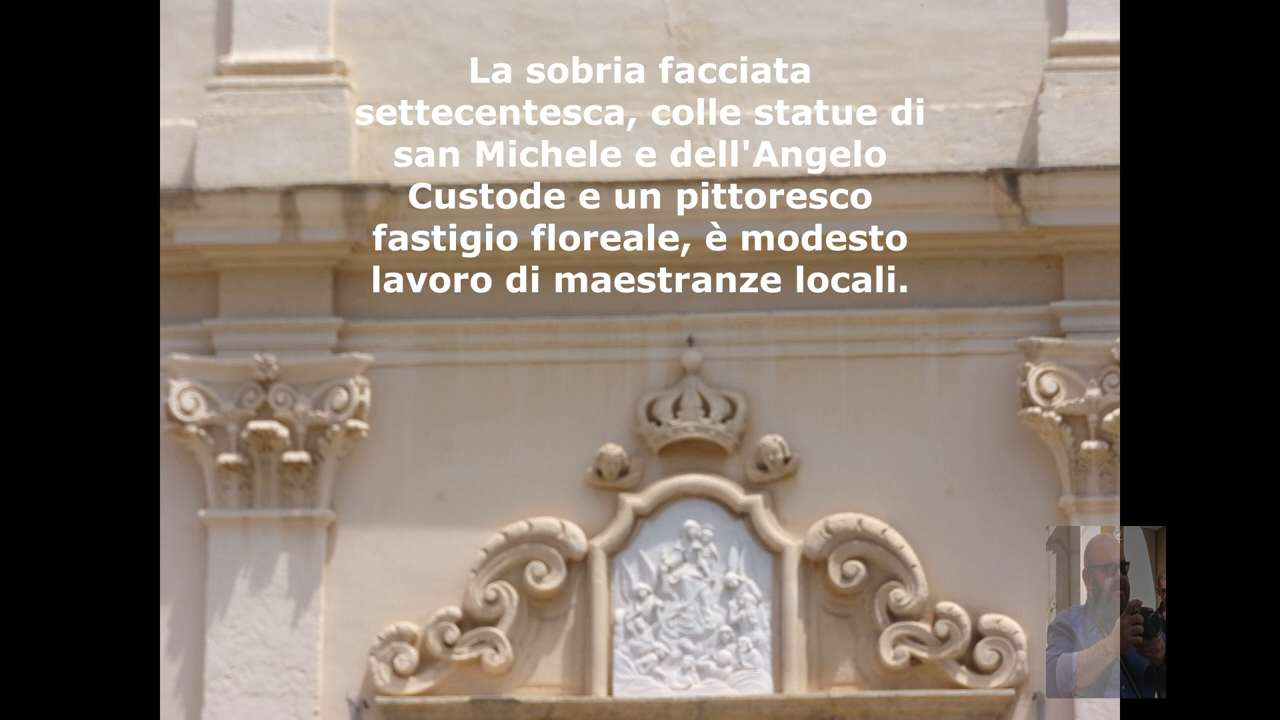 La sobria facciata
settecentesca, colle statue di
san Michele e dell'Angelo
Custode e un pittoresco
fastigio floreale, è modesto
lavoro di maestranze locali.